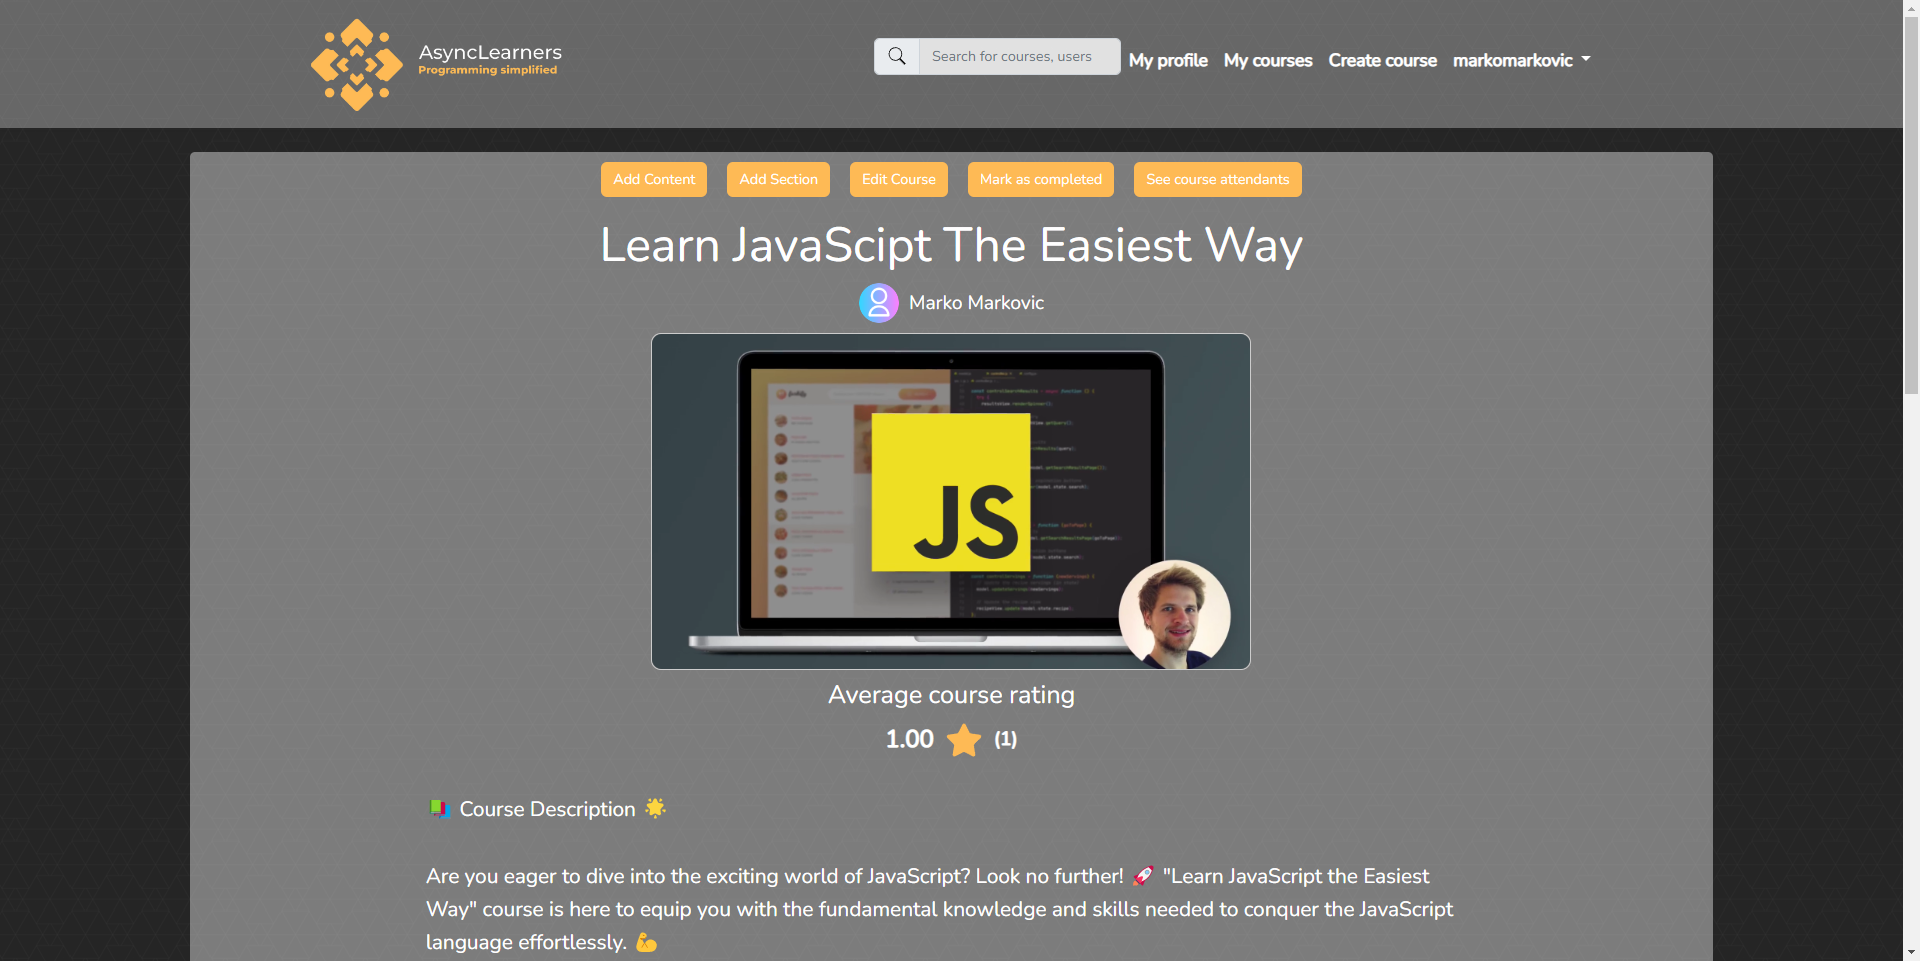 AsyncLearners
Programming simplified
Search for courses, users
My profile
My courses
Create course
markomarkovic
Add Content
Add Section
Edit Course
Mark as completed
See course attendants
Learn JavaScipt The Easiest Way
Marko Markovic
JS
Average course rating
1.00 (1)
Course Description
Are you eager to dive into the exciting world of JavaScript? Look no further! 🚀 "Learn JavaScript the Easiest
Way" course is here to equip you with the fundamental knowledge and skills needed to conquer the JavaScript
language effortlessly. 💪